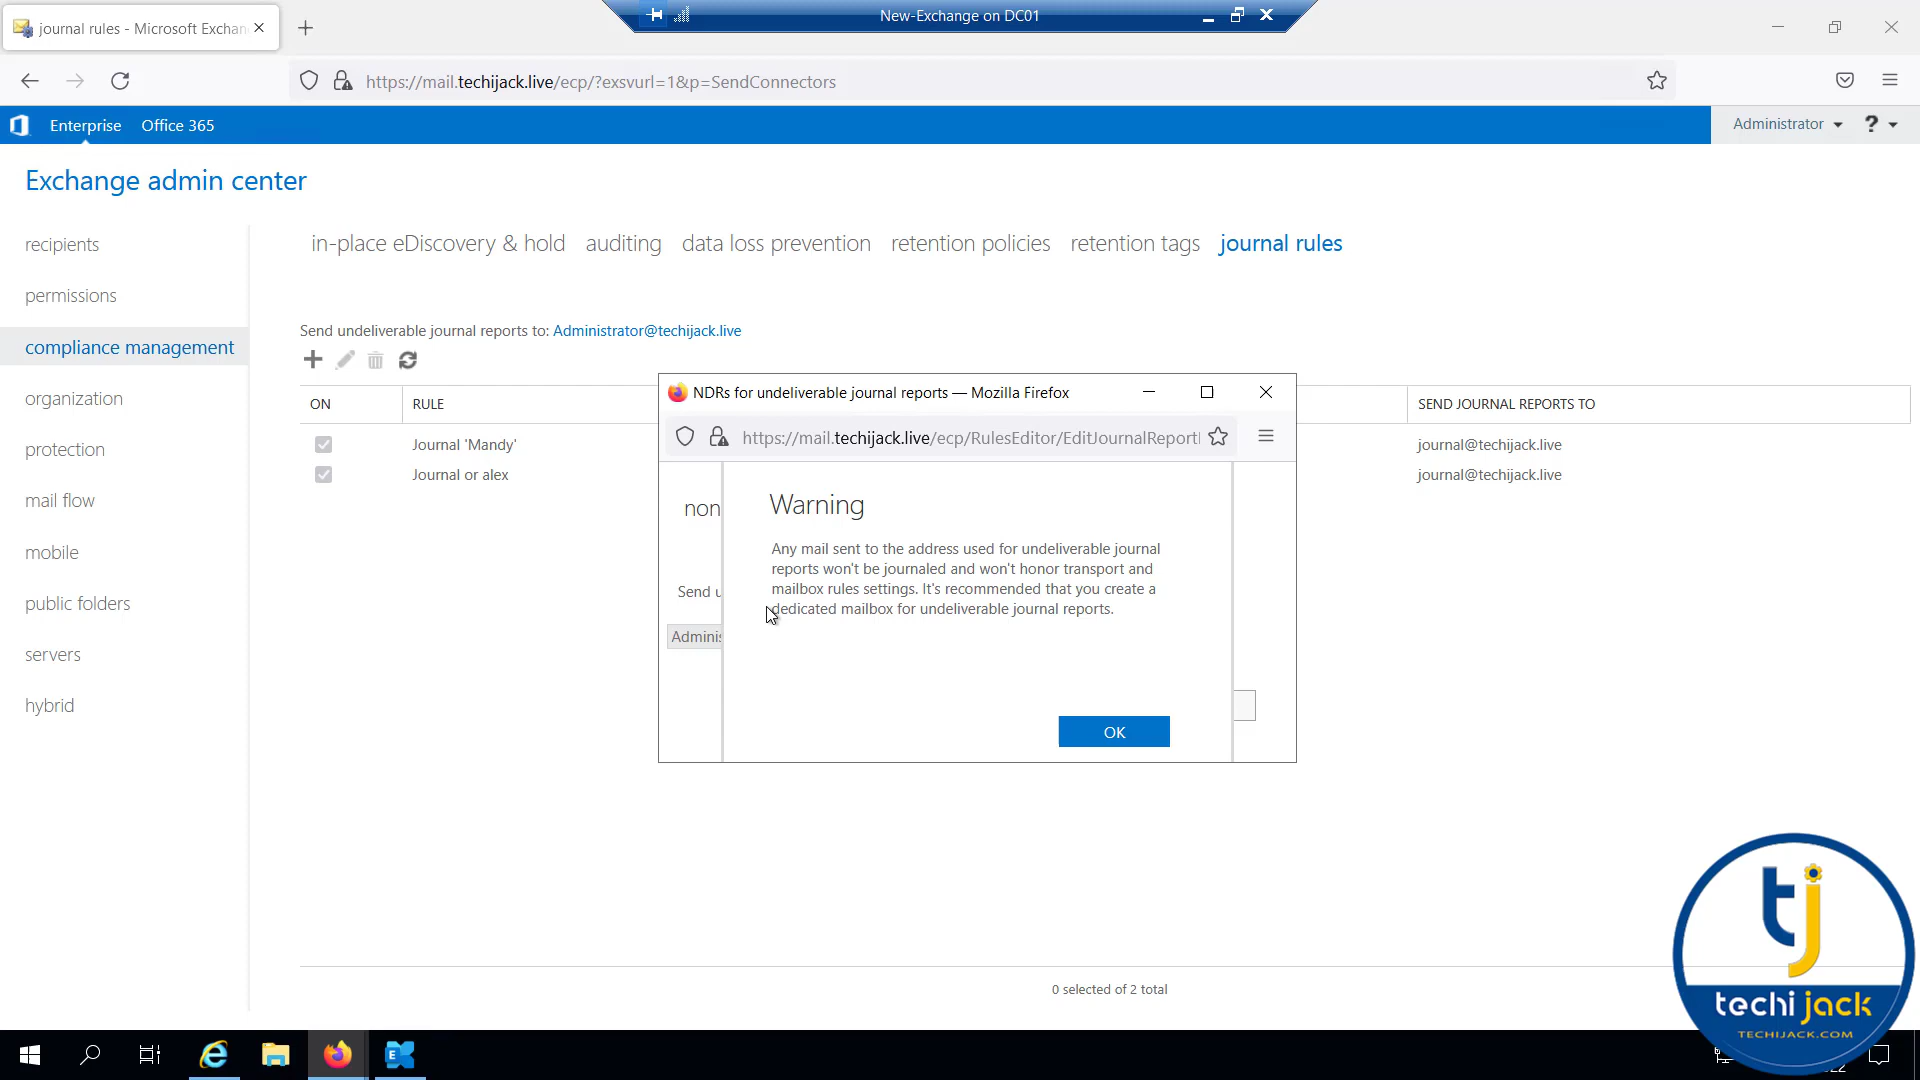 New-Exchange on DC01
journal rules - Microsoft Exchan
https://mail.techijack.live/ecp/?exsvurl=1&p=SendConnectors
Enterprise Office 365
Administrator ?
Exchange admin center
recipients
permissions
compliance management
organization
protection
mail flow
mobile
public folders
servers
hybrid
in-place eDiscovery & hold auditing data loss prevention retention policies retention tags journal rules
Send undeliverable journal reports to: Administrator@techijack.live
ON RULE SEND JOURNAL REPORTS TO
Journal 'Mandy' journal@techijack.live
Journal or alex journal@techijack.live
NDRs for undeliverable journal reports — Mozilla Firefox
https://mail.techijack.live/ecp/RulesEditor/EditJournalReport
non
Send u
Adminis
Warning
Any mail sent to the address used for undeliverable journal
reports won't be journaled and won't honor transport and
mailbox rules settings. It's recommended that you create a
dedicated mailbox for undeliverable journal reports.
OK
0 selected of 2 total
tj
techi jack
TECHIJACK.COM